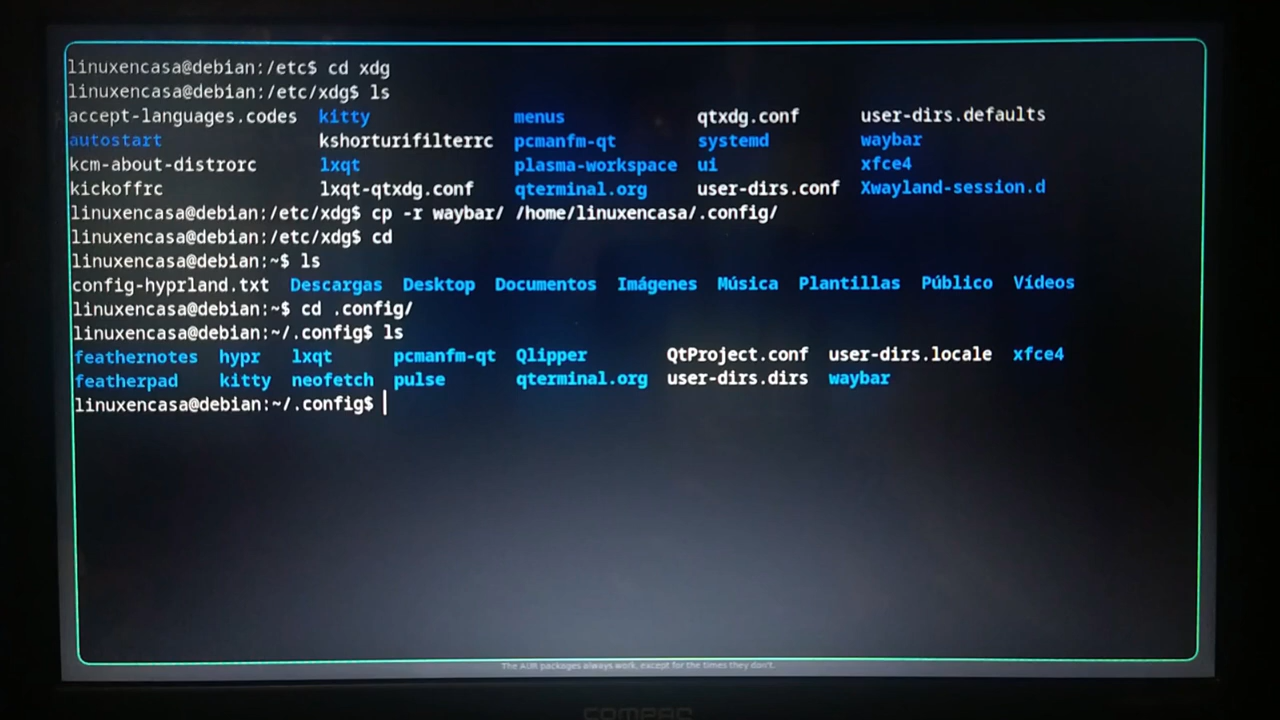 linuxencasa@debian:/etc$ cd xdg
linuxencasa@debian:/etc/xdg$ ls
accept-languages.codes kitty menus qtxdg.conf user-dirs.defaults
autostart kshorturifilterrc pcmanfm-qt systemd waybar
kcm-about-distrorc lxqt plasma-workspace ui xfce4
kickoffrc lxqt-qtxdg.conf qterminal.org user-dirs.conf Xwayland-session.d
linuxencasa@debian:/etc/xdg$ cp -r waybar/ /home/linuxencasa/.config/
linuxencasa@debian:/etc/xdg$ cd
linuxencasa@debian:~$ ls
config-hyprland.txt Descargas Desktop Documentos Imágenes Música Plantillas Público Vídeos
linuxencasa@debian:~$ cd .config/
linuxencasa@debian:~/.config$ ls
feathernotes hypr lxqt pcmanfm-qt Qlipper QtProject.conf user-dirs.locale xfce4
featherpad kitty neofetch pulse qterminal.org user-dirs.dirs waybar
linuxencasa@debian:~/.config$
The AUR packages always work, except for the times they don't.
COMPAQ